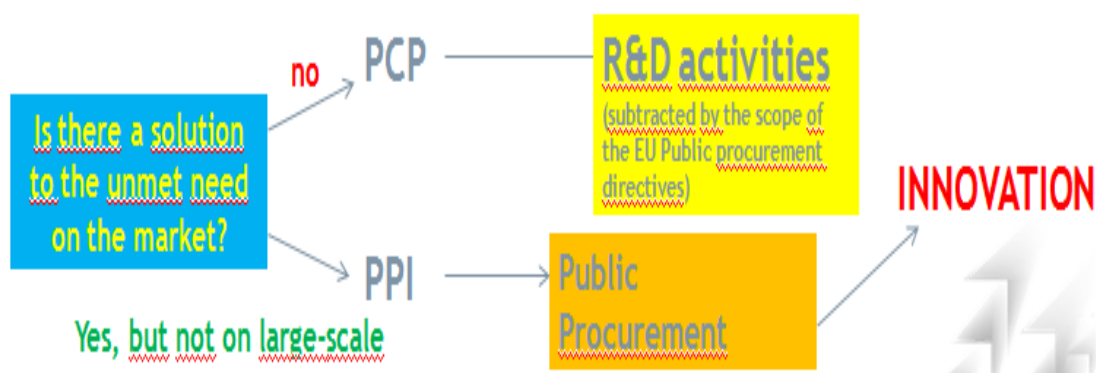 Is there a solution
to the unmet need
on the market?
no
PCP
R&D activities
(subtracted by the scope of
the EU Public procurement
directives)
Yes, but not on large-scale
PPI
Public
Procurement
INNOVATION